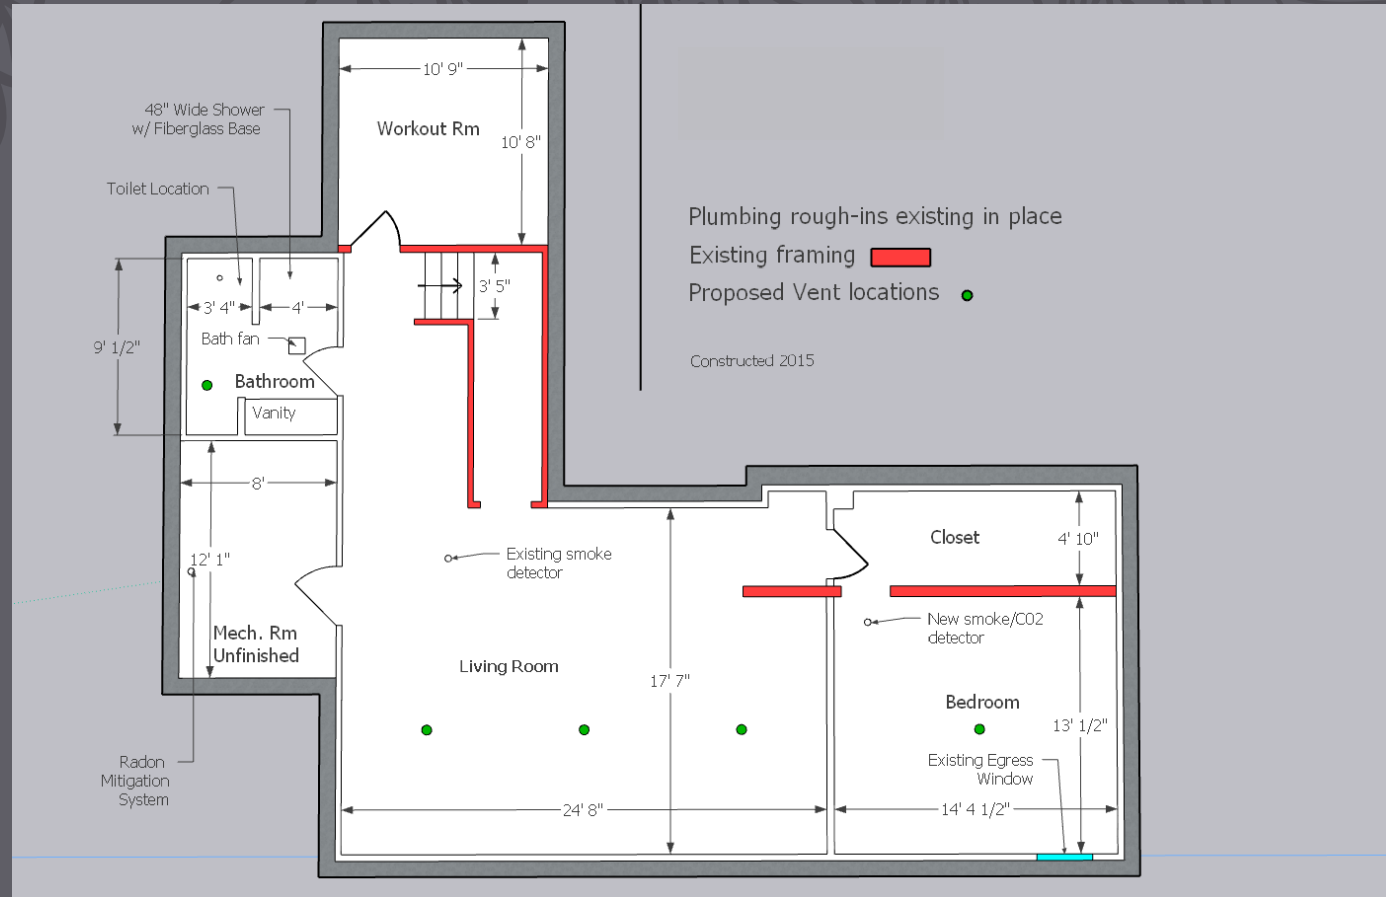 10' 9"
48" Wide Shower
w/ Fiberglass Base
Workout Rm
10' 8"
Toilet Location
Plumbing rough-ins existing in place
Existing framing
Proposed Vent locations
Constructed 2015
3' 5"
3' 4"
4'
Bath fan
9' 1/2"
Bathroom
Vanity
8'
12' 1"
Existing smoke
detector
Closet
4' 10"
New smoke/C02
detector
Mech. Rm
Unfinished
Living Room
17' 7"
Bedroom
13' 1/2"
Existing Egress
Window
Radon
Mitigation
System
24' 8"
14' 4 1/2"